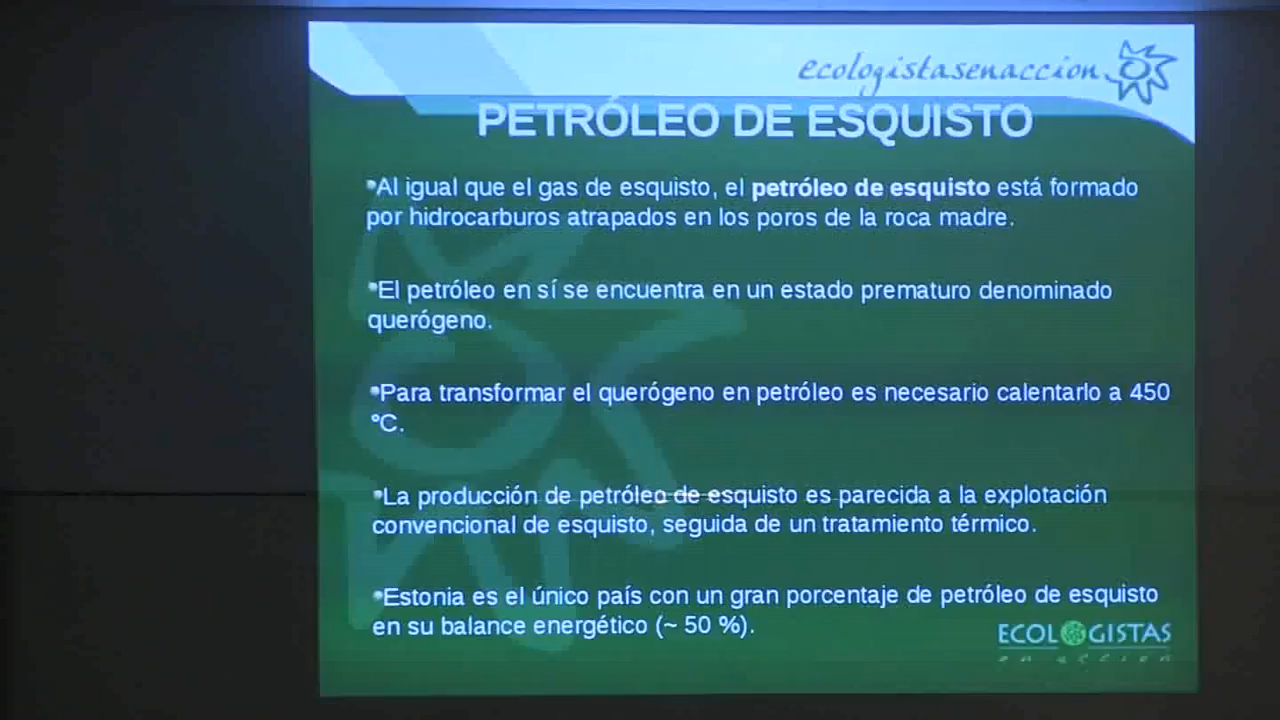 ecologistasenaccion
PETRÓLEO DE ESQUISTO
•Al igual que el gas de esquisto, el petróleo de esquisto está formado
por hidrocarburos atrapados en los poros de la roca madre.
•El petróleo en sí se encuentra en un estado prematuro denominado
querógeno.
•Para transformar el querógeno en petróleo es necesario calentarlo a 450
ºC.
•La producción de petróleo de esquisto es parecida a la explotación
convencional de esquisto, seguida de un tratamiento térmico.
•Estonia es el único país con un gran porcentaje de petróleo de esquisto
en su balance energético (~ 50 %).
ECOLOGISTAS
en acción